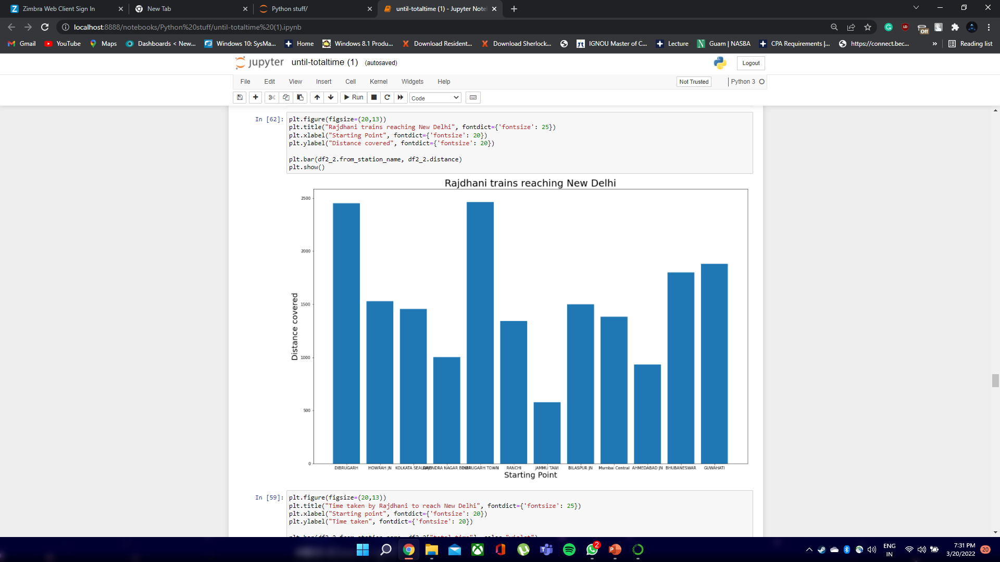 Zimbra Web Client Sign In
New Tab
Python stuff/
until-totaltime (1) - Jupyter Note
localhost:8888/notebooks/Python%20stuff/until-totaltime%20(1).ipynb
Off
Gmail
YouTube
Maps
Dashboards < New...
Windows 10: SysMa...
Home
Windows 8.1 Produ...
Download Resident...
Download Sherlock...
IGNOU Master of C...
Lecture
Guam | NASBA
CPA Requirements |...
https://connect.bec...
»
Reading list
jupyter
until-totaltime (1) (autosaved)
Logout
File Edit View Insert Cell Kernel Widgets Help
Not Trusted
Python 3
Run
Code
In [62]:
plt.figure(figsize=(20,13))
plt.title("Rajdhani trains reaching New Delhi", fontdict={'fontsize': 25})
plt.xlabel("Starting Point", fontdict={'fontsize': 20})
plt.ylabel("Distance covered", fontdict={'fontsize': 20})
plt.bar(df2_2.from_station_name, df2_2.distance)
plt.show()
Rajdhani trains reaching New Delhi
2500
2000
1500
1000
500
0
Distance covered
DIBRUGARH HOWRAH JN KOLKATA RANCHI JAMMU TAWI BILASPUR JN Mumbai Central AHMEDABAD JN BHUBANESWAR GUWAHATI
Starting Point
In [59]:
plt.figure(figsize=(20,13))
plt.title("Time taken by Rajdhani to reach New Delhi", fontdict={'fontsize': 25})
plt.xlabel("Starting point", fontdict={'fontsize': 20})
plt.ylabel("Time taken", fontdict={'fontsize': 20})
2
ENG
IN
7:31 PM
3/20/2022
20